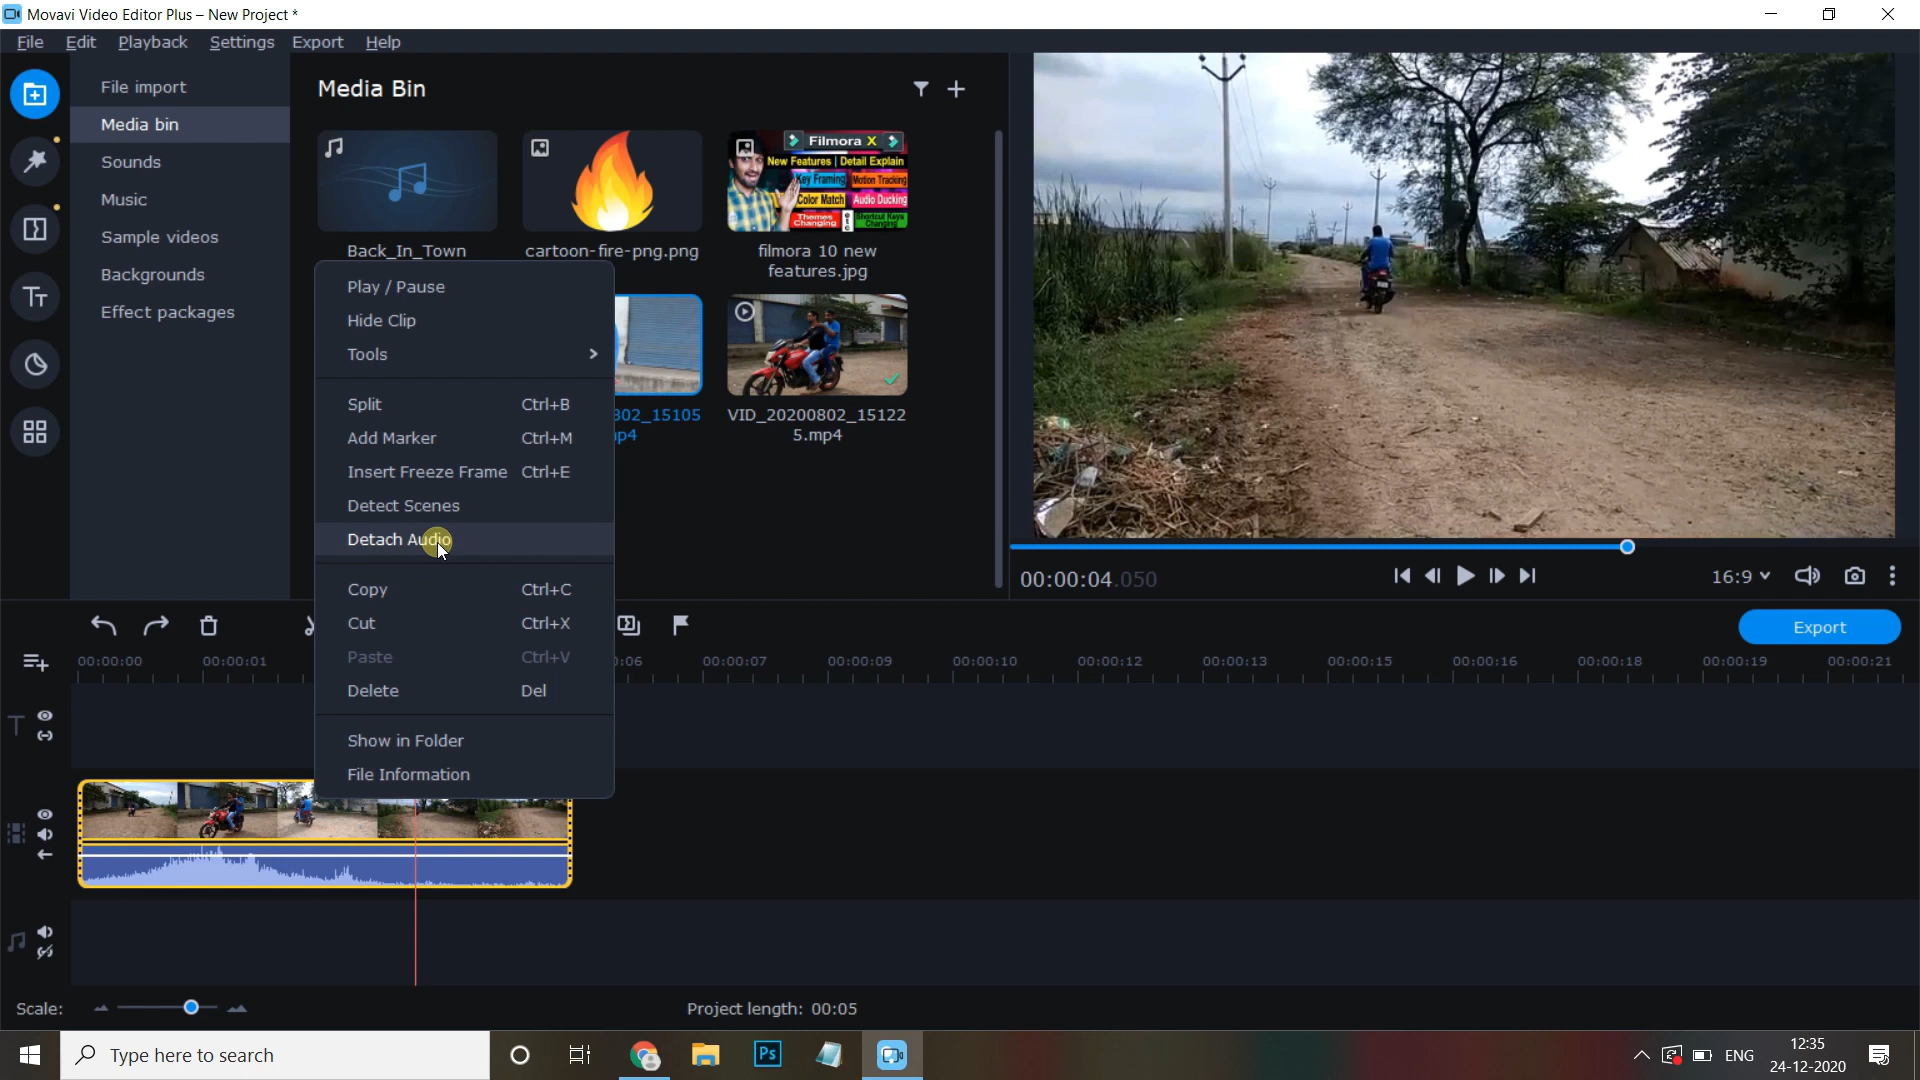 Movavi Video Editor Plus – New Project *
File Edit Playback Settings Export Help
File import
Media bin
Sounds
Music
Sample videos
Backgrounds
Effect packages
Media Bin
Filmora X
New Features | Detail Explain
Key Framing Motion Tracking
Color Match Audio Ducking
Themes Changing etc Shortcut Keys Changing
Back_In_Town
cartoon-fire-png.png
filmora 10 new
features.jpg
802_15105
VID_20200802_15122
5.mp4
Play / Pause
Hide Clip
Tools
Split Ctrl+B
Add Marker Ctrl+M
Insert Freeze Frame Ctrl+E
Detect Scenes
Detach Audio
Copy Ctrl+C
Cut Ctrl+X
Paste Ctrl+V
Delete Del
Show in Folder
File Information
00:00:04.050
16:9
Export
00:00:00 00:00:01 0:06 00:00:07 00:00:09 00:00:10 00:00:12 00:00:13 00:00:15 00:00:16 00:00:18 00:00:19 00:00:21
Scale:
Project length: 00:05
Type here to search
Ps
ENG
12:35
24-12-2020